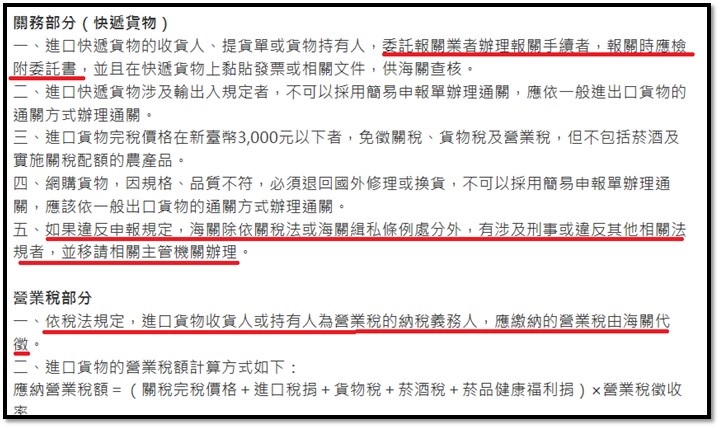 關務部分（快遞貨物）
一、進口快遞貨物的收貨人、提貨單或貨物持有人，委託報關業者辦理報關手續者，報關時應檢
附委託書，並且在快遞貨物上黏貼發票或相關文件，供海關查核。
二、進口快遞貨物涉及輸出入規定者，不可以採用簡易申報單辦理通關，應依一般進出口貨物的
通關方式辦理通關。
三、進口貨物完稅價格在新臺幣3,000元以下者，免徵關稅、貨物稅及營業稅，但不包括菸酒及
實施關稅配額的農產品。
四、網購貨物，因規格、品質不符，必須退回國外修理或換貨，不可以採用簡易申報單辦理通
關，應該依一般出口貨物的通關方式辦理通關。
五、如果違反申報規定，海關除依關稅法或海關緝私條例處分外，有涉及刑事或違反其他相關法
規者，並移請相關主管機關辦理。
營業稅部分
一、依稅法規定，進口貨物收貨人或持有人為營業稅的納稅義務人，應繳納的營業稅由海關代
徵。
二、進口貨物的營業稅額計算方式如下：
應納營業稅額＝（關稅完稅價格＋進口稅捐＋貨物稅＋菸酒稅＋菸品健康福利捐）×營業稅徵收
率